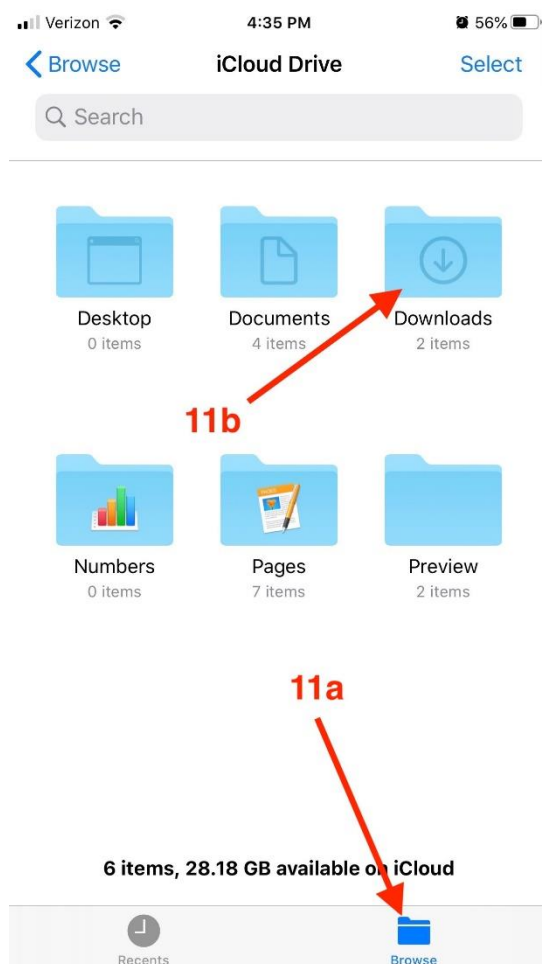 Verizon 4:35 PM 56%
Browse iCloud Drive Select
Search
Desktop Documents Downloads
0 items 4 items 2 items
11b
PAGES
Numbers Pages Preview
0 items 7 items 2 items
11a
6 items, 28.18 GB available on iCloud
Recents Browse